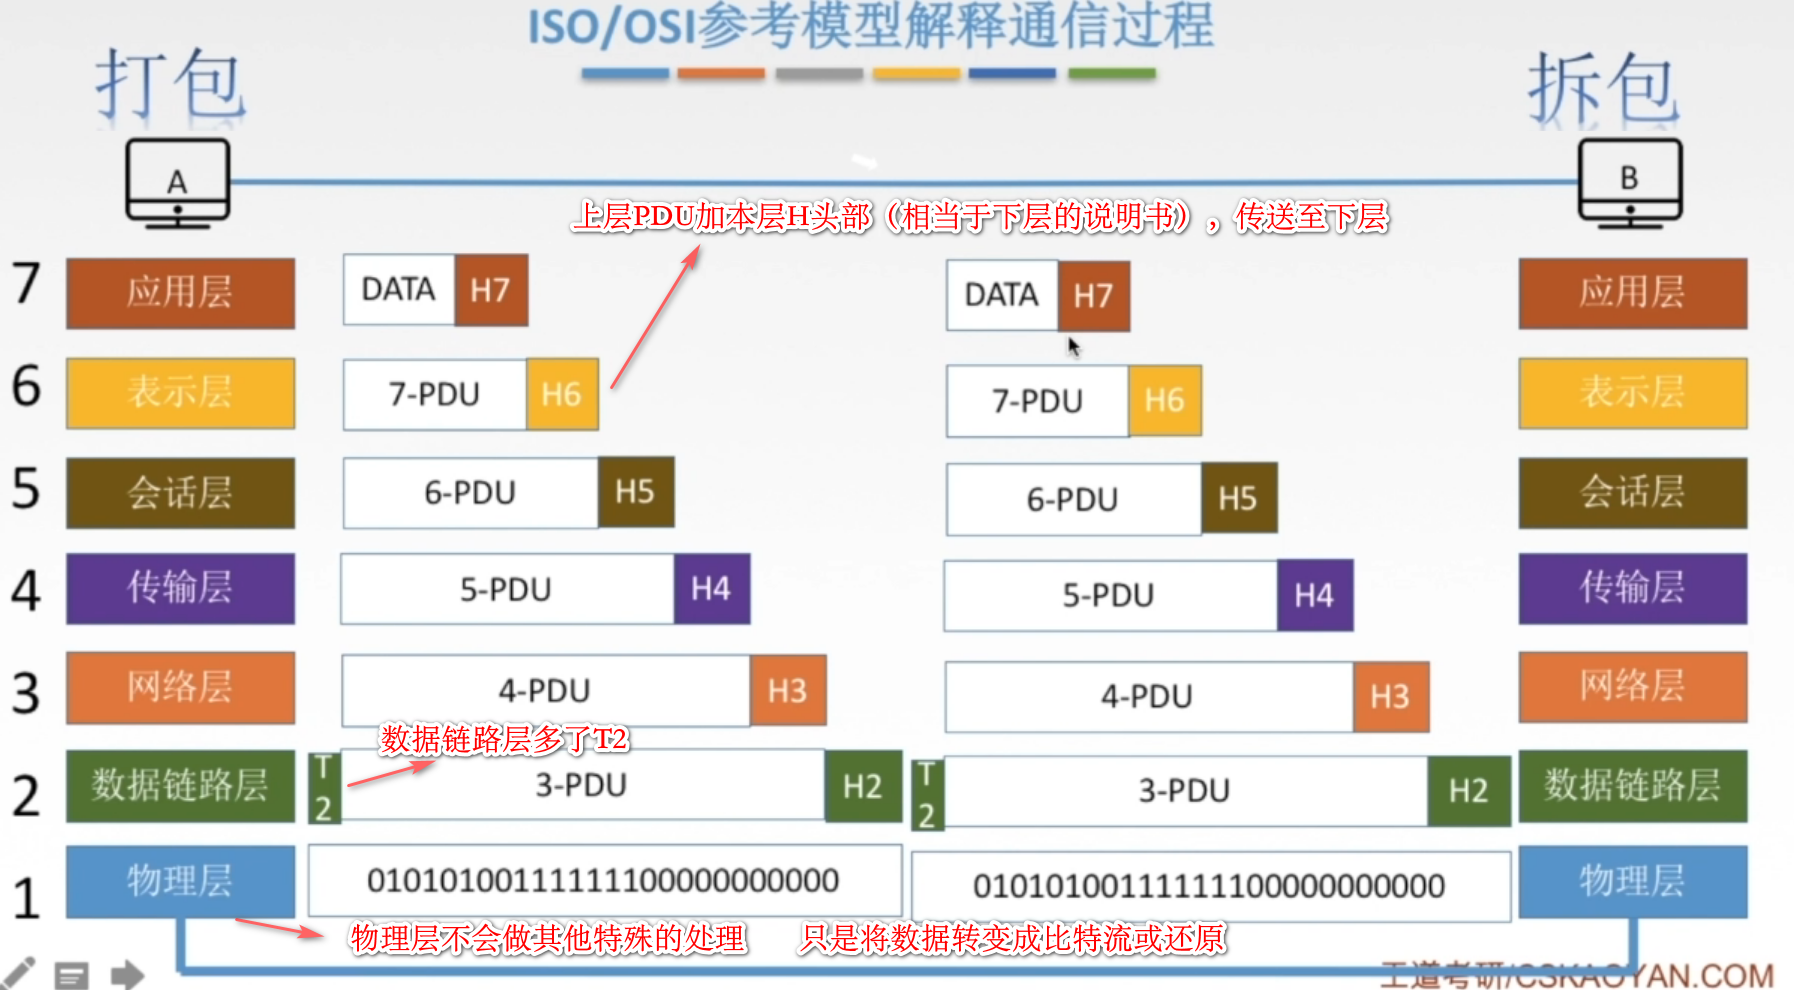 ISO/OSI参考模型解释通信过程
打包
拆包
A
B
上层PDU加本层H头部（相当于下层的说明书），传送至下层
7
应用层
DATA
H7
DATA
H7
应用层
6
表示层
7-PDU
H6
7-PDU
H6
表示层
5
会话层
6-PDU
H5
6-PDU
H5
会话层
4
传输层
5-PDU
H4
5-PDU
H4
传输层
3
网络层
4-PDU
H3
4-PDU
H3
网络层
数据链路层多了T2
2
数据链路层
T
2
3-PDU
H2
T
2
3-PDU
H2
数据链路层
1
物理层
010101001111111100000000000
010101001111111100000000000
物理层
物理层不会做其他特殊的处理
只是将数据转变成比特流或还原
王道考研/CSKAOYAN.COM